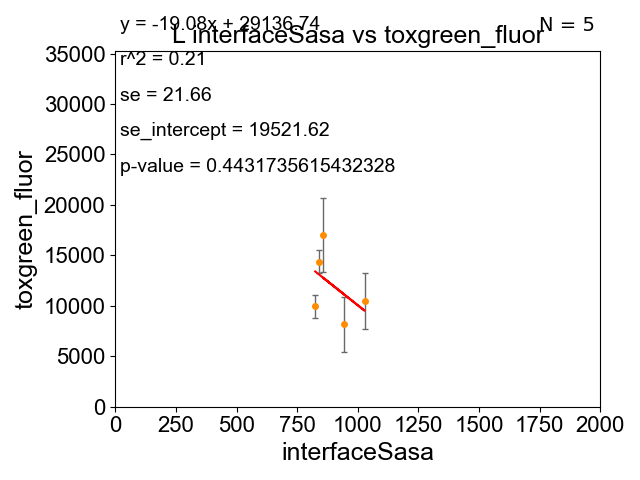 y = -19.08x + 29136.74
N = 5
L interfaceSasa vs toxgreen_fluor
r^2 = 0.21
se = 21.66
se_intercept = 19521.62
p-value = 0.4431735615432328
35000
30000
25000
20000
15000
10000
5000
0
toxgreen_fluor
0 250 500 750 1000 1250 1500 1750 2000
interfaceSasa